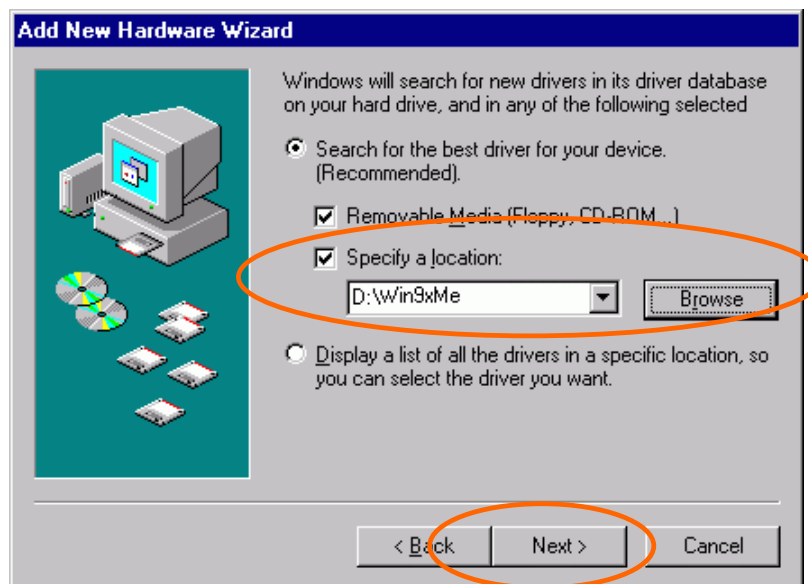 Add New Hardware Wizard
Windows will search for new drivers in its driver database
on your hard drive, and in any of the following selected
Search for the best driver for your device.
(Recommended).
Removable Media (Floppy, CD-ROM...)
Specify a location:
D:\Win9xMe
Browse
Display a list of all the drivers in a specific location, so
you can select the driver you want.
< Back
Next >
Cancel